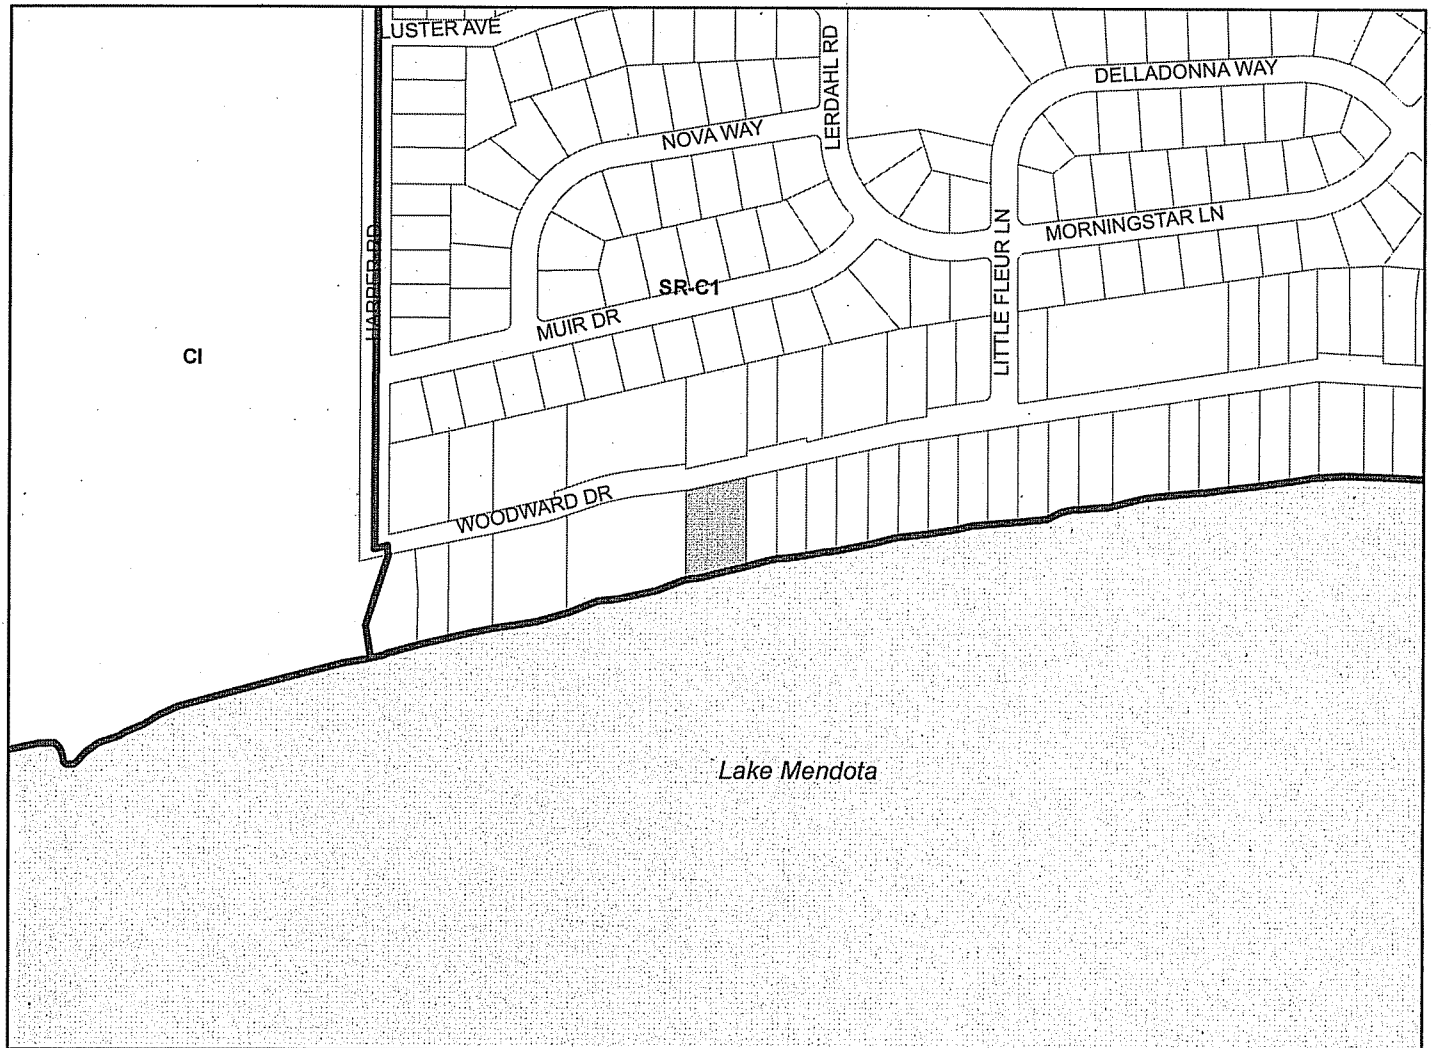 LUSTER AVE
LERDAHL RD
DELLADONNA WAY
NOVA WAY
HARPER RD
LITTLE FLEUR LN
MORNINGSTAR LN
SR-C1
MUIR DR
CI
WOODWARD DR
Lake Mendota